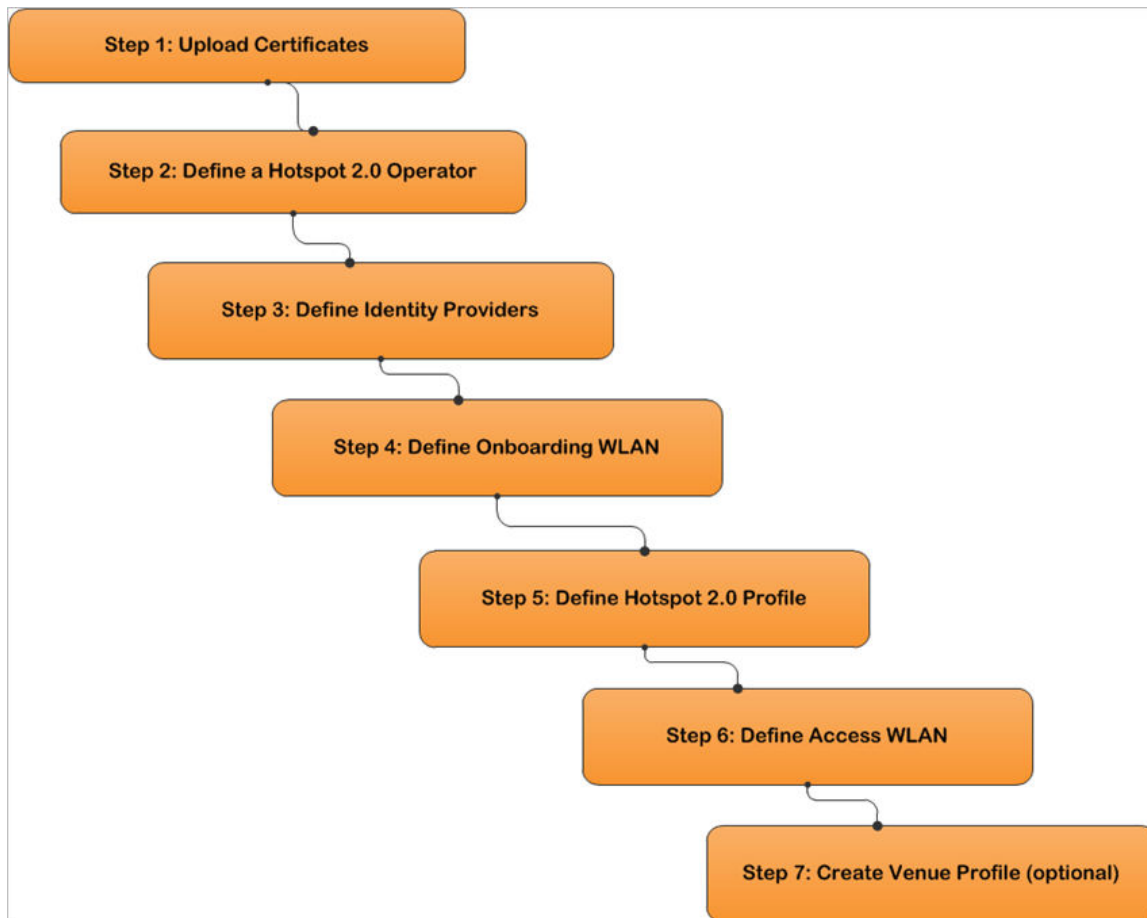 Step 1: Upload Certificates
Step 2: Define a Hotspot 2.0 Operator
Step 3: Define Identity Providers
Step 4: Define Onboarding WLAN
Step 5: Define Hotspot 2.0 Profile
Step 6: Define Access WLAN
Step 7: Create Venue Profile (optional)